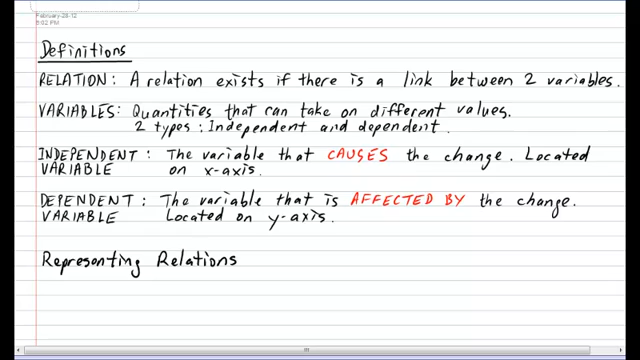 February-28-12
5:02 PM
Definitions
RELATION: A relation exists if there is a link between 2 variables.
VARIABLES: Quantities that can take on different values.
2 types: Independent and dependent.
INDEPENDENT: The variable that CAUSES the change. Located
VARIABLE on x-axis.
DEPENDENT: The variable that is AFFECTED BY the change.
VARIABLE Located on y-axis.
Representing Relations